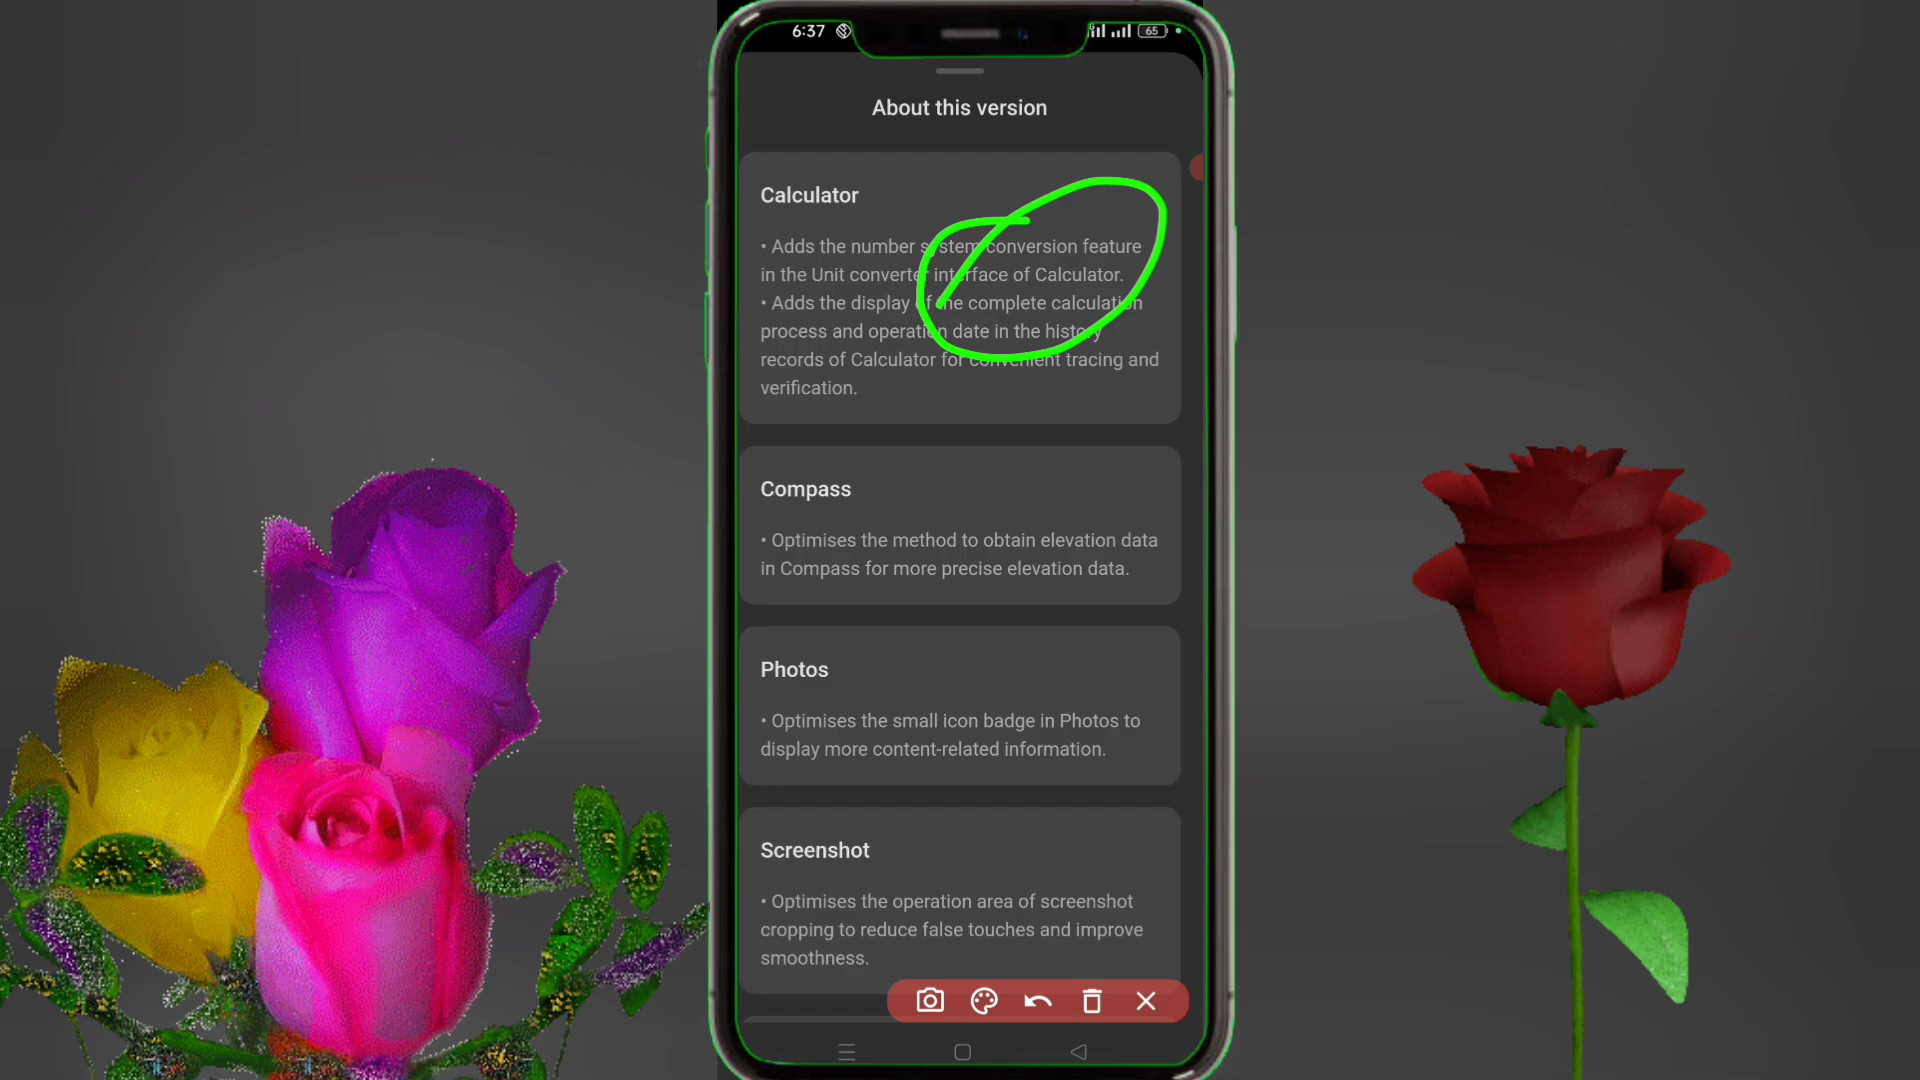 6:37
65
About this version
Calculator
• Adds the number system conversion feature
in the Unit converter interface of Calculator.
• Adds the display of the complete calculation
process and operation date in the history
records of Calculator for convenient tracing and
verification.
Compass
• Optimises the method to obtain elevation data
in Compass for more precise elevation data.
Photos
• Optimises the small icon badge in Photos to
display more content-related information.
Screenshot
• Optimises the operation area of screenshot
cropping to reduce false touches and improve
smoothness.